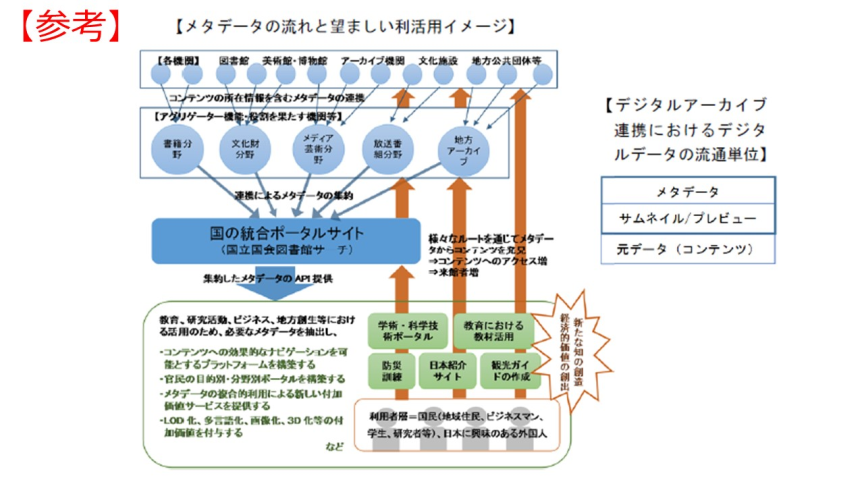 【参考】
【メタデータの流れと望ましい利活用イメージ】
【各機関】 図書館 美術館・博物館 アーカイブ機関 文化施設 地方公共団体等
コンテンツの所在情報を含むメタデータの連携
【アグリゲーター機能・役割を果たす機関等】
書籍分
野
文化財
分野
メディア
芸術分
野
放送番
組分野
地方
アーカイ
ブ
連携によるメタデータの集約
国の統合ポータルサイト
(国立国会図書館サーチ)
様々なルートを通じてメタデー
タからコンテンツを発見
⇒コンテンツへのアクセス増
⇒来館者増
集約したメタデータのAPI提供
教育、研究活動、ビジネス、地方創生等におけ
る活用のため、必要なメタデータを抽出し、
・コンテンツへの効果的なナビゲーションを可
能とするプラットフォームを構築する
・官民の目的別・分野別ポータルを構築する
・メタデータの複合的利用による新しい付加
価値サービスを提供する
・LOD化、多言語化、画像化、3D化等の付
加価値を付与する
など
学術・科学技
術ポータル
教育における
教材活用
防災
訓練
日本紹介
サイト
観光ガイ
ドの作成
新たな知の創造
経済的価値の創出
利用者層=国民(地域住民、ビジネスマン、
学生、研究者等)、日本に興味のある外国人
【デジタルアーカイブ
連携におけるデジタ
ルデータの流通単位】
メタデータ
サムネイル/プレビュー
元データ(コンテンツ)